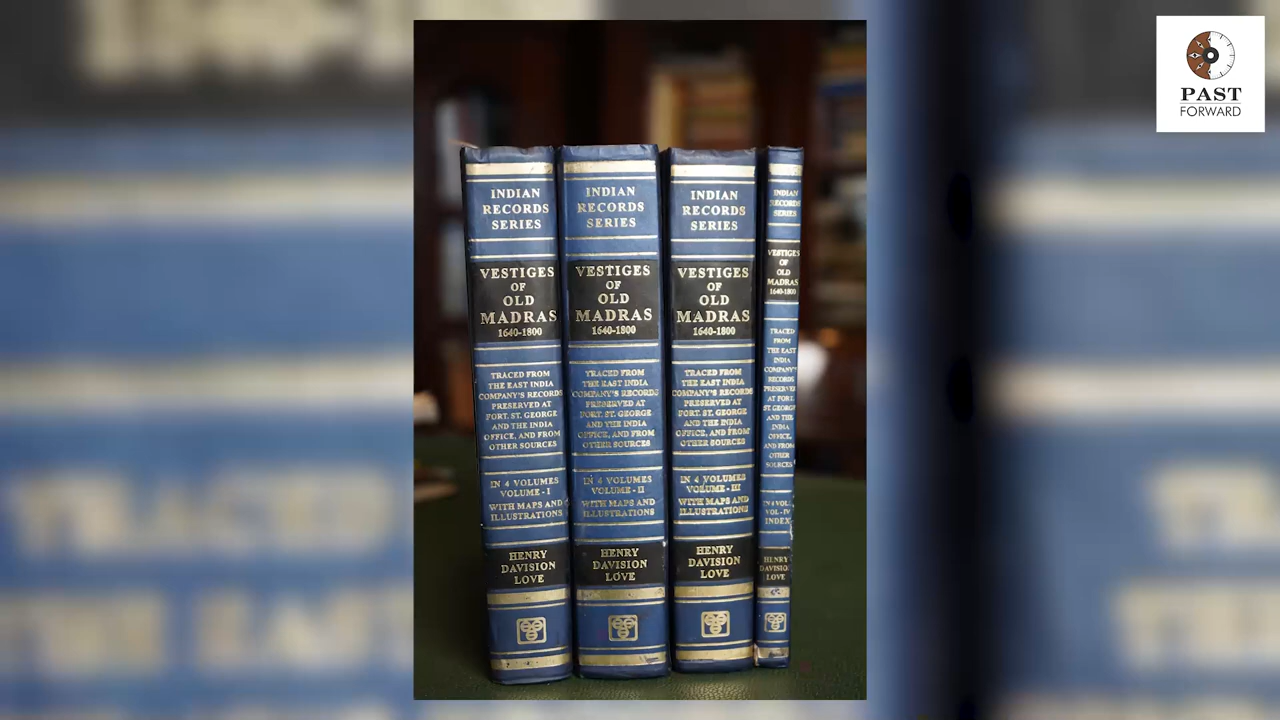 INDIAN
RECORDS
SERIES
VESTIGES
OF
OLD
MADRAS
1640-1800
TRACED FROM
THE EAST INDIA
COMPANY'S RECORDS
PRESERVED AT
FORT. ST. GEORGE
AND THE INDIA
OFFICE, AND FROM
OTHER SOURCES
IN 4 VOLUMES
VOLUME - I
WITH MAPS AND
ILLUSTRATIONS
HENRY
DAVISION
LOVE
INDIAN
RECORDS
SERIES
VESTIGES
OF
OLD
MADRAS
1640-1800
TRACED FROM
THE EAST INDIA
COMPANY'S RECORDS
PRESERVED AT
FORT. ST. GEORGE
AND THE INDIA
OFFICE, AND FROM
OTHER SOURCES
IN 4 VOLUMES
VOLUME - II
WITH MAPS AND
ILLUSTRATIONS
HENRY
DAVISION
LOVE
INDIAN
RECORDS
SERIES
VESTIGES
OF
OLD
MADRAS
1640-1800
TRACED FROM
THE EAST INDIA
COMPANY'S RECORDS
PRESERVED AT
FORT. ST. GEORGE
AND THE INDIA
OFFICE, AND FROM
OTHER SOURCES
IN 4 VOLUMES
VOLUME - III
WITH MAPS AND
ILLUSTRATIONS
HENRY
DAVISION
LOVE
INDIAN
RECORDS
SERIES
VESTIGES
OF
OLD
MADRAS
1640-1800
TRACED
FROM
THE EAST
INDIA
COMPANY'S
RECORDS
PRESERVED
AT FORT.
ST. GEORGE
AND THE
INDIA
OFFICE,
AND FROM
OTHER
SOURCES
IN 4 VOL.
VOL - IV
INDEX
HENRY
DAVISION
LOVE
PAST
FORWARD